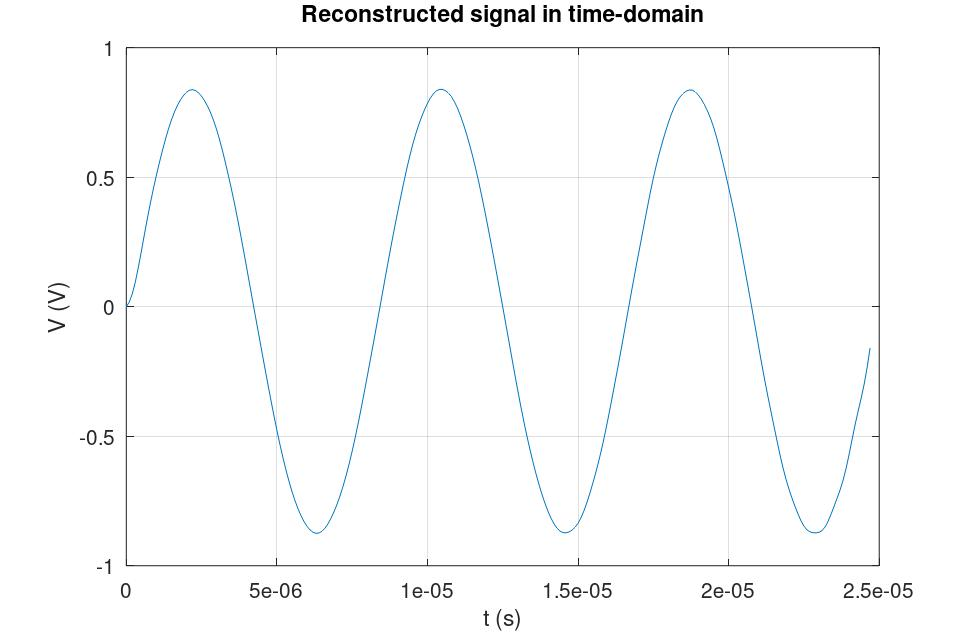 Reconstructed signal in time-domain
1
0.5
0
-0.5
-1
V (V)
0 5e-06 1e-05 1.5e-05 2e-05 2.5e-05
t (s)